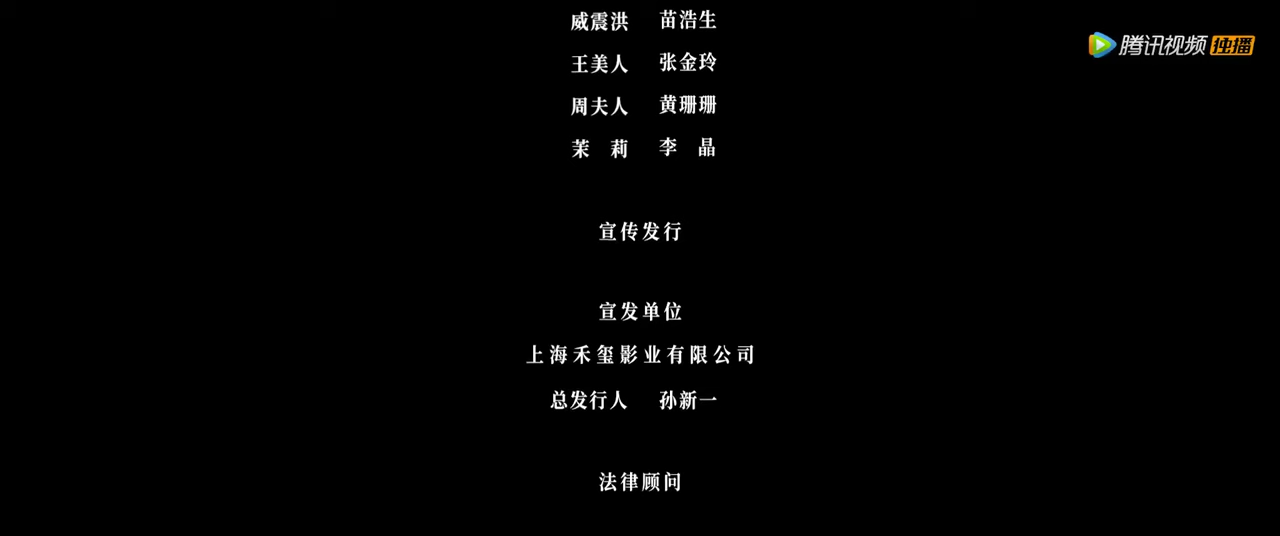 威震洪 苗浩生
腾讯视频 独播
王美人 张金玲
周夫人 黄珊珊
茉 莉 李 晶
宣传发行
宣发单位
上海禾玺影业有限公司
总发行人 孙新一
法律顾问